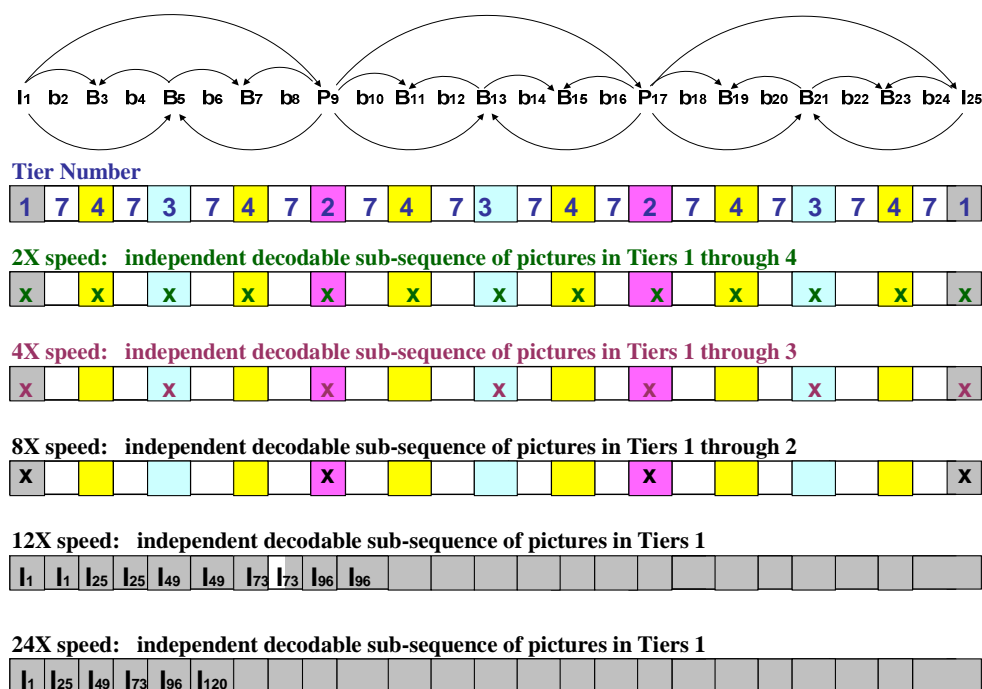 I1 b2 B3 b4 B5 b6 B7 b8 P9 b10 B11 b12 B13 b14 B15 b16 P17 b18 B19 b20 B21 b22 B23 b24 I25
Tier Number
1 7 4 7 3 7 4 7 2 7 4 7 3 7 4 7 2 7 4 7 3 7 4 7 1
2X speed: independent decodable sub-sequence of pictures in Tiers 1 through 4
x x x x x x x x x x x x x
4X speed: independent decodable sub-sequence of pictures in Tiers 1 through 3
x x x x x x x
8X speed: independent decodable sub-sequence of pictures in Tiers 1 through 2
x x x x
12X speed: independent decodable sub-sequence of pictures in Tiers 1
I1 I1 I25 I25 I49 I49 I73 I73 I96 I96
24X speed: independent decodable sub-sequence of pictures in Tiers 1
I1 I25 I49 I73 I96 I120